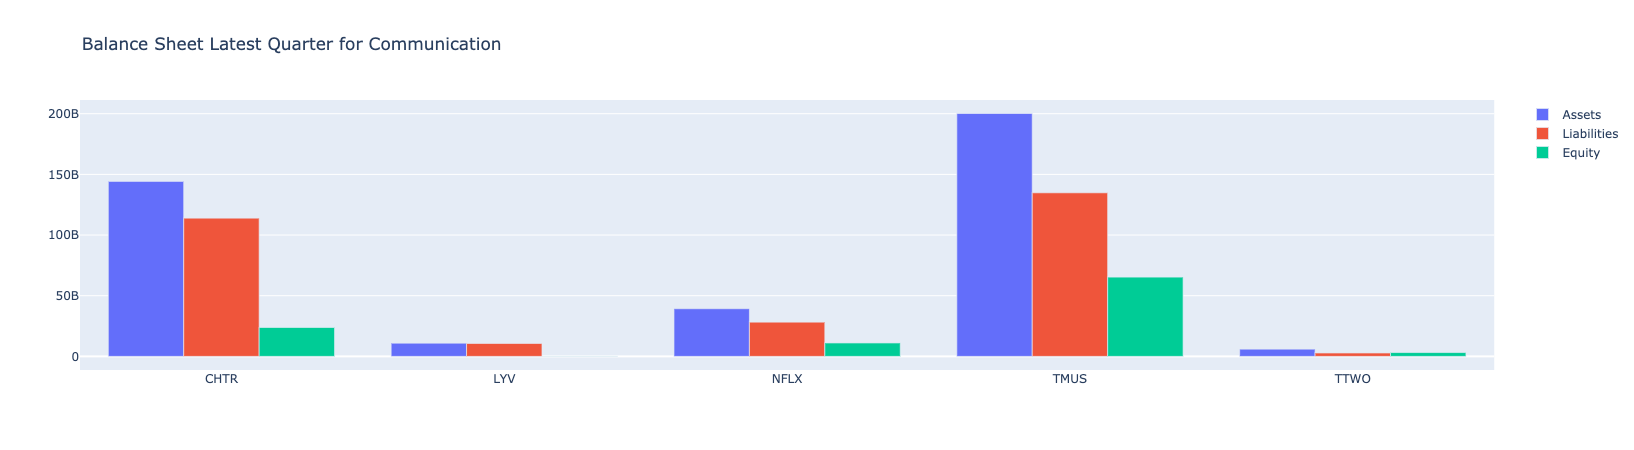 Balance Sheet Latest Quarter for Communication
200B
150B
100B
50B
0
CHTR LYV NFLX TMUS TTWO
Assets
Liabilities
Equity